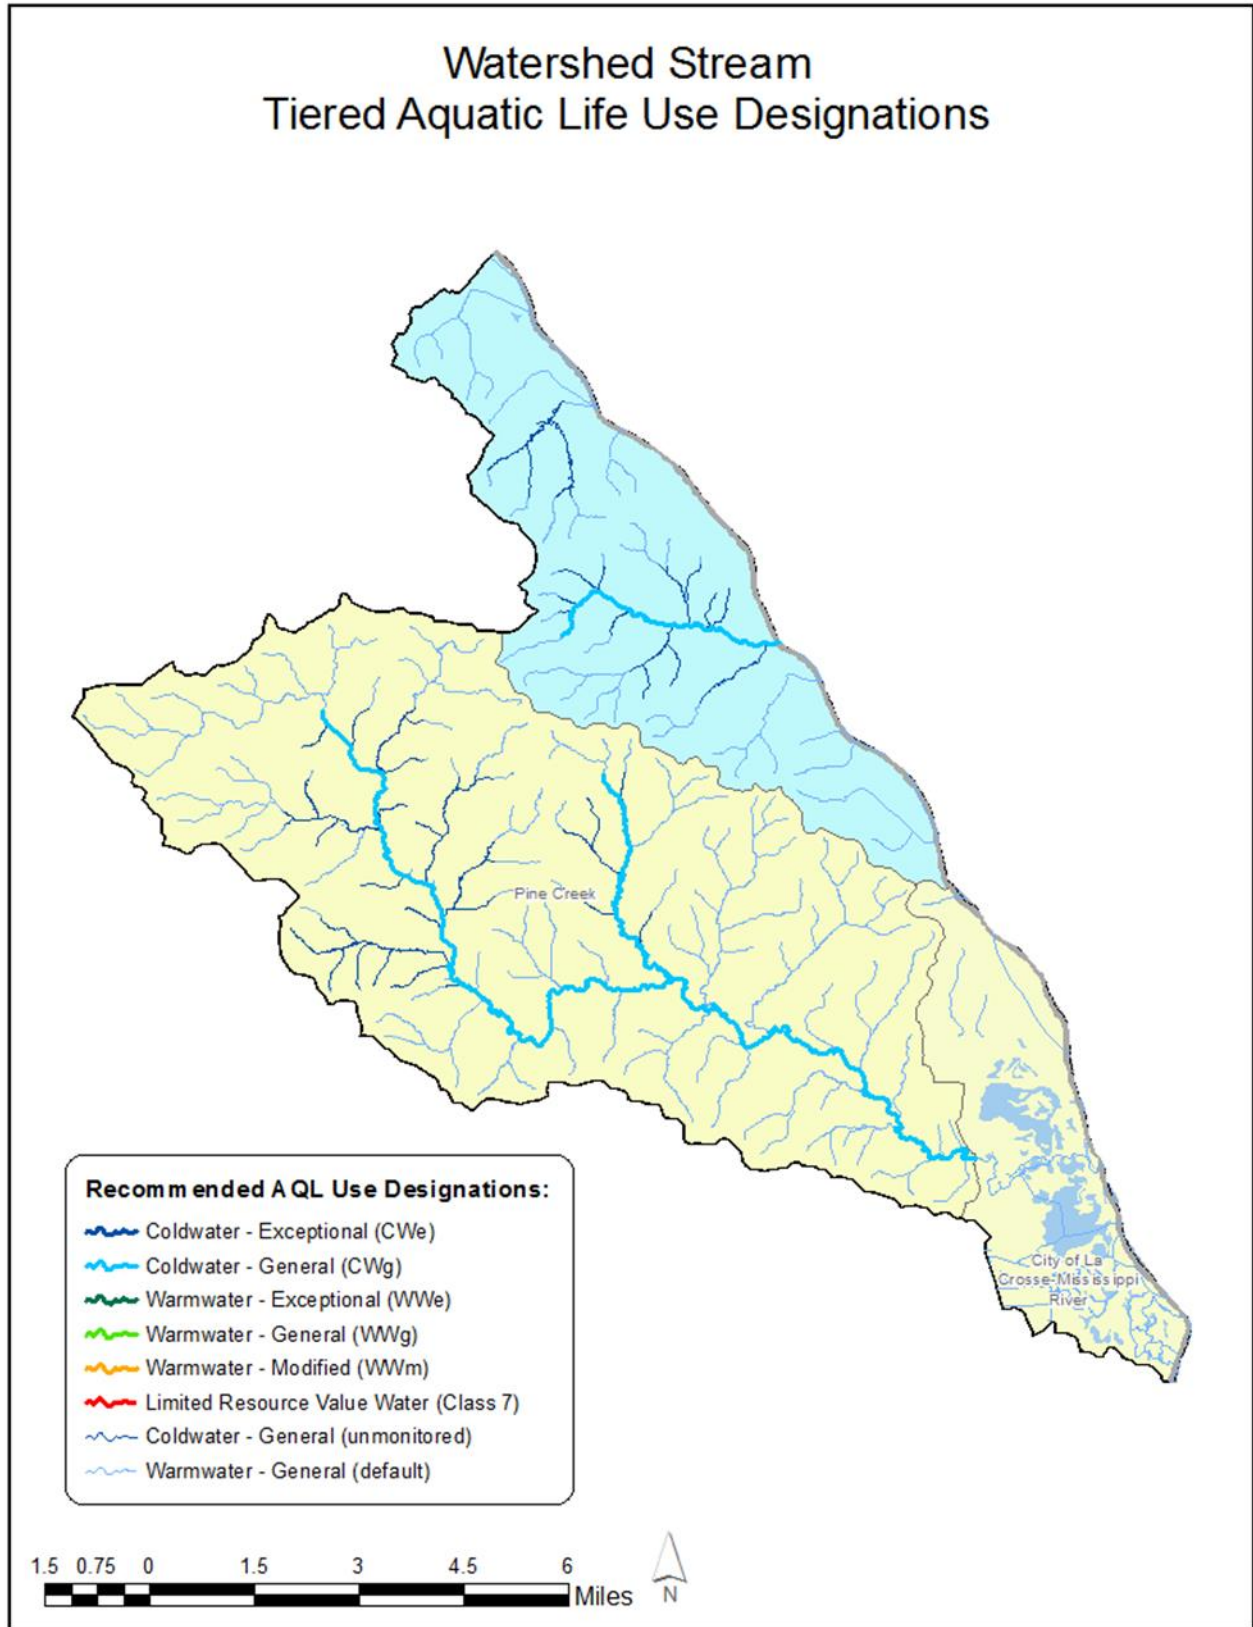 Watershed Stream
Tiered Aquatic Life Use Designations
Pine Creek
City of La
Crosse-Mississippi
River
Recommended AQL Use Designations:
Coldwater - Exceptional (CWe)
Coldwater - General (CWg)
Warmwater - Exceptional (WWe)
Warmwater - General (WWg)
Warmwater - Modified (WWm)
Limited Resource Value Water (Class 7)
Coldwater - General (unmonitored)
Warmwater - General (default)
1.5 0.75 0 1.5 3 4.5 6
Miles
N